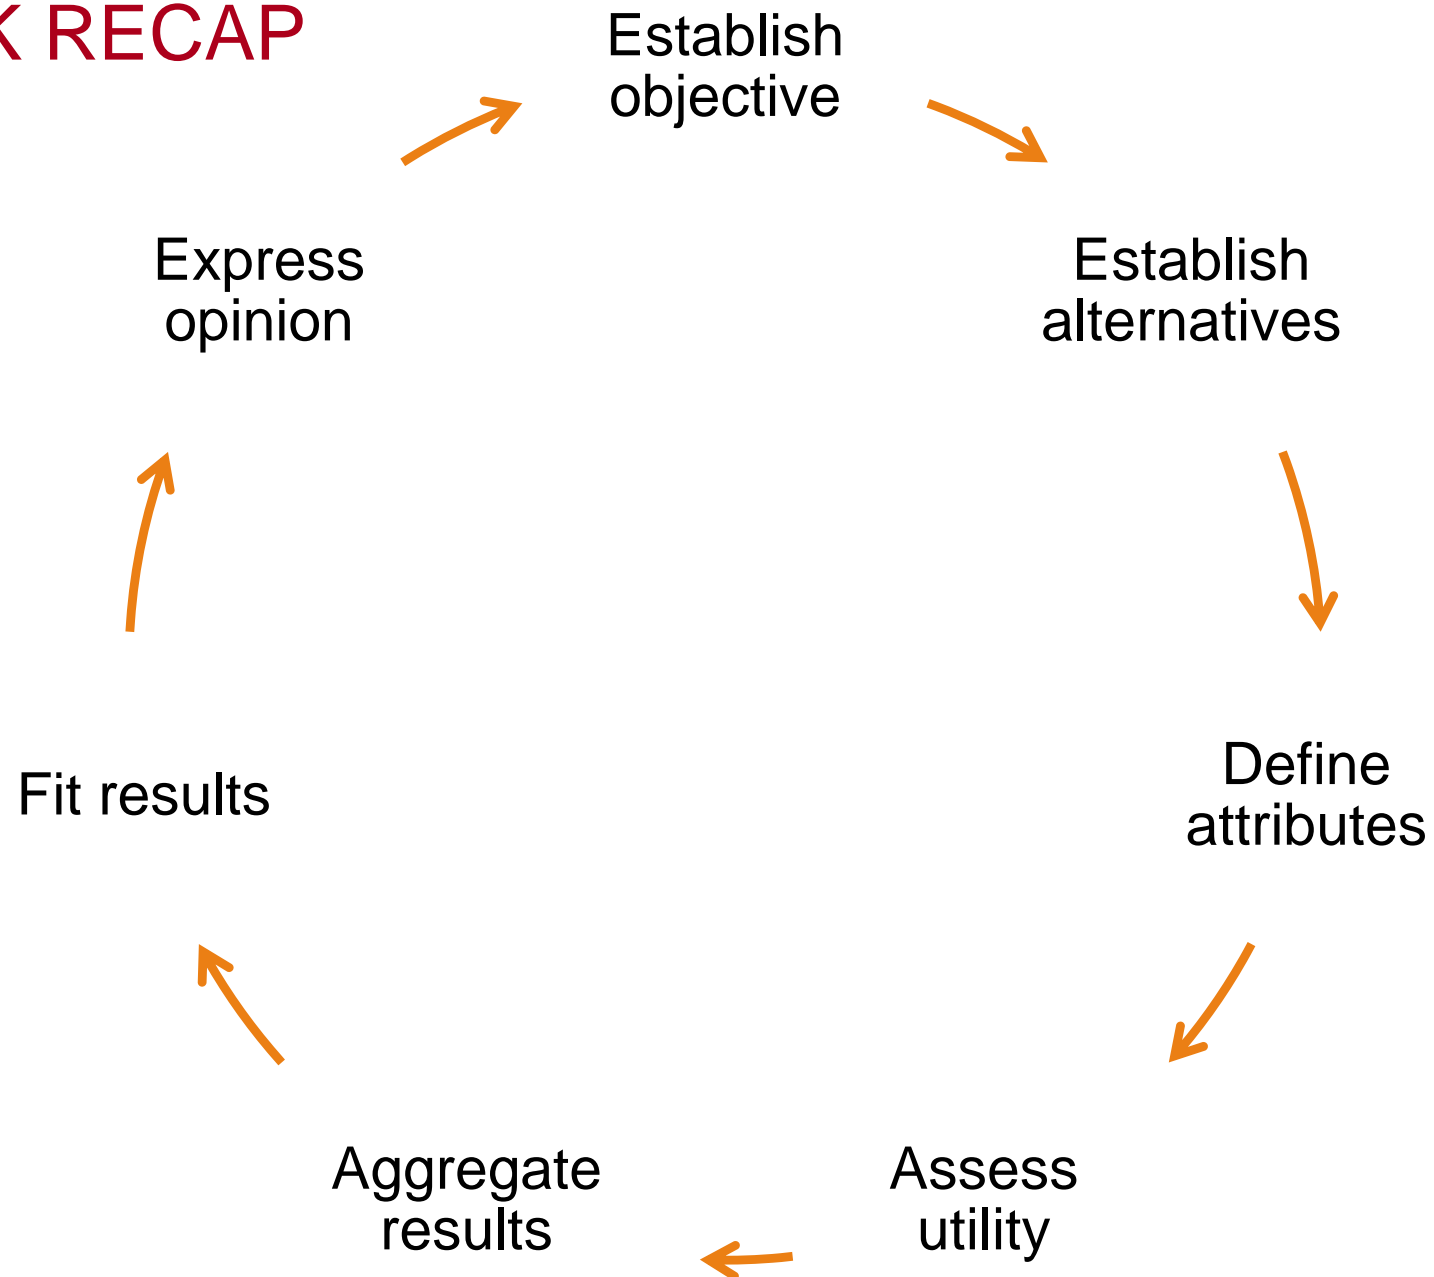 K RECAP
Establish
objective
Establish
alternatives
Define
attributes
Assess
utility
Aggregate
results
Fit results
Express
opinion